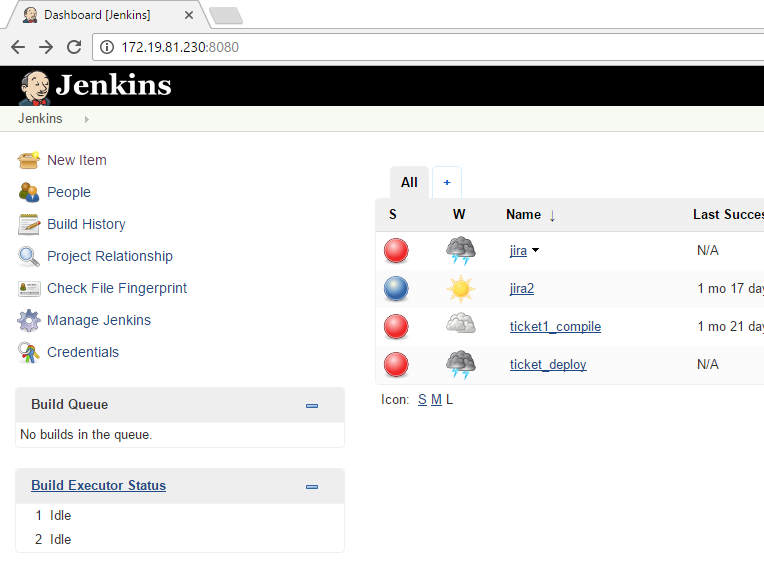 Dashboard [Jenkins]
172.19.81.230:8080
Jenkins
Jenkins
New Item
People
Build History
Project Relationship
Check File Fingerprint
Manage Jenkins
Credentials
Build Queue
No builds in the queue.
Build Executor Status
1 Idle
2 Idle
All +
S W Name ↓ Last Succes
jira N/A
jira2 1 mo 17 day
ticket1_compile 1 mo 21 day
ticket_deploy N/A
Icon: S M L